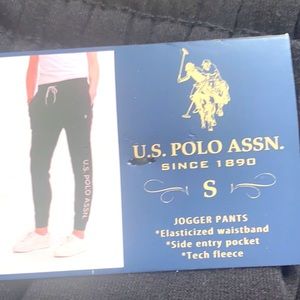 U.S. POLO ASSN.
U.S. POLO ASSN.
SINCE 1890
S
JOGGER PANTS
*Elasticized waistband
*Side entry pocket
*Tech fleece